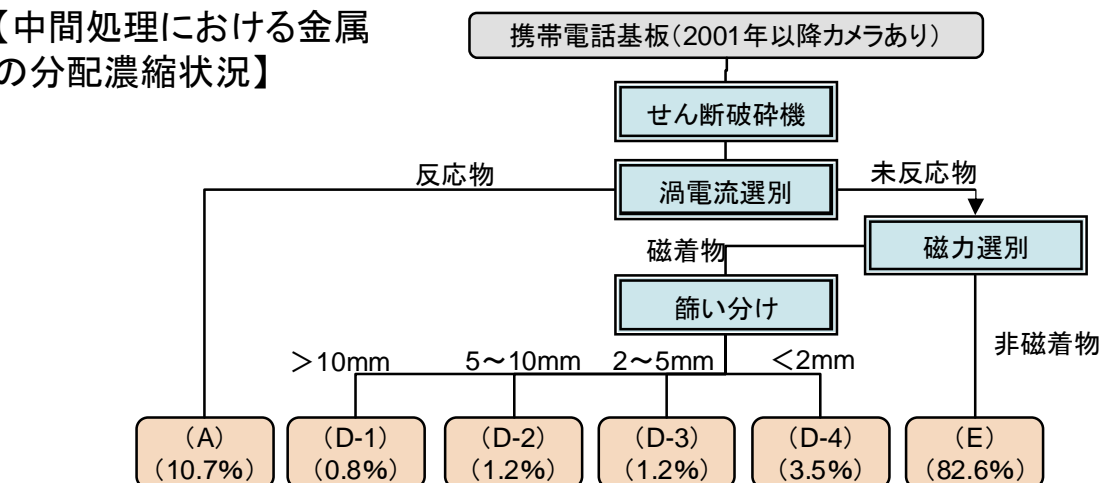 【中間処理における金属
の分配濃縮状況】
携帯電話基板（2001年以降カメラあり）
せん断破砕機
反応物
渦電流選別
未反応物
磁着物
磁力選別
篩い分け
非磁着物
＞10mm
5～10mm
2～5mm
＜2mm
（A）
（10.7%）
（D-1）
（0.8%）
（D-2）
（1.2%）
（D-3）
（1.2%）
（D-4）
（3.5%）
（E）
（82.6%）